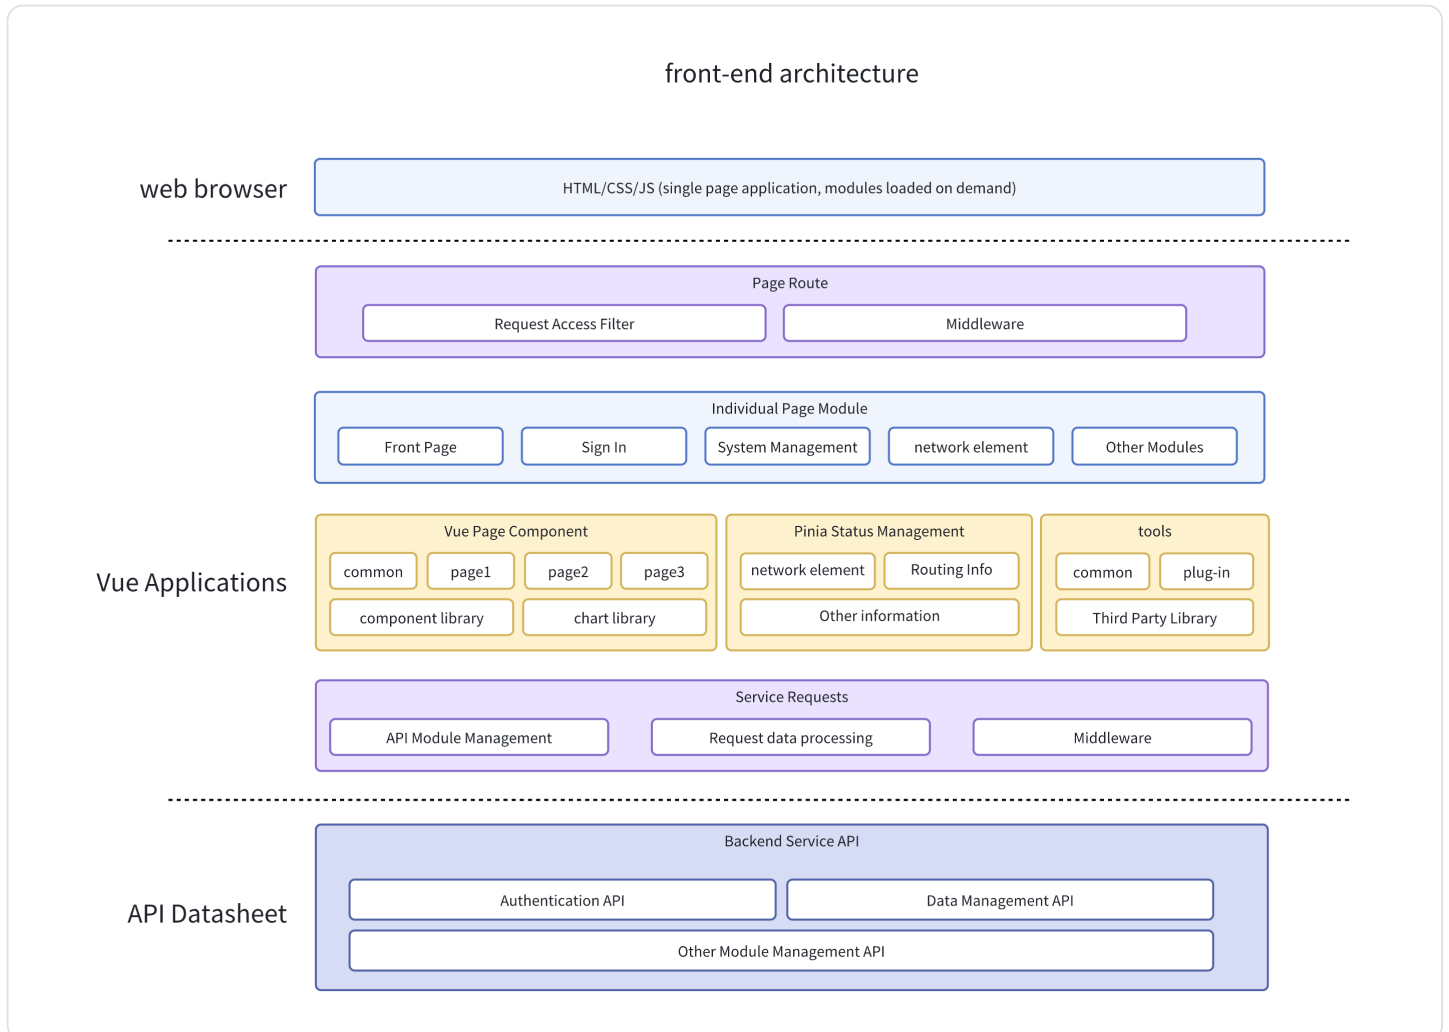 front-end architecture
web browser
HTML/CSS/JS (single page application, modules loaded on demand)
Page Route
Request Access Filter
Middleware
Individual Page Module
Front Page
Sign In
System Management
network element
Other Modules
Vue Applications
Vue Page Component
common
page1
page2
page3
component library
chart library
Pinia Status Management
network element
Routing Info
Other information
tools
common
plug-in
Third Party Library
Service Requests
API Module Management
Request data processing
Middleware
API Datasheet
Backend Service API
Authentication API
Data Management API
Other Module Management API